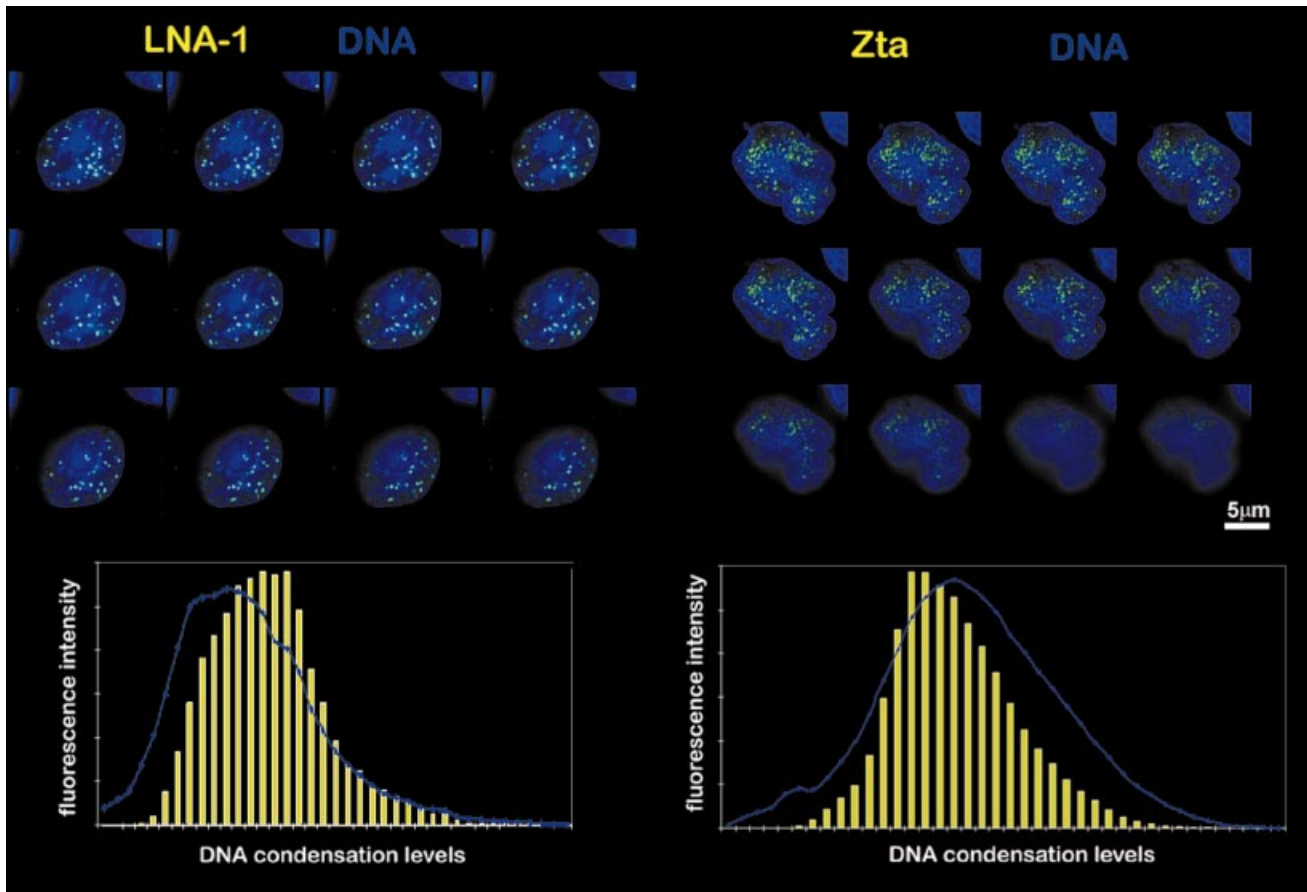 LNA-1 DNA
Zta DNA
5μm
fluorescence intensity
DNA condensation levels
fluorescence intensity
DNA condensation levels